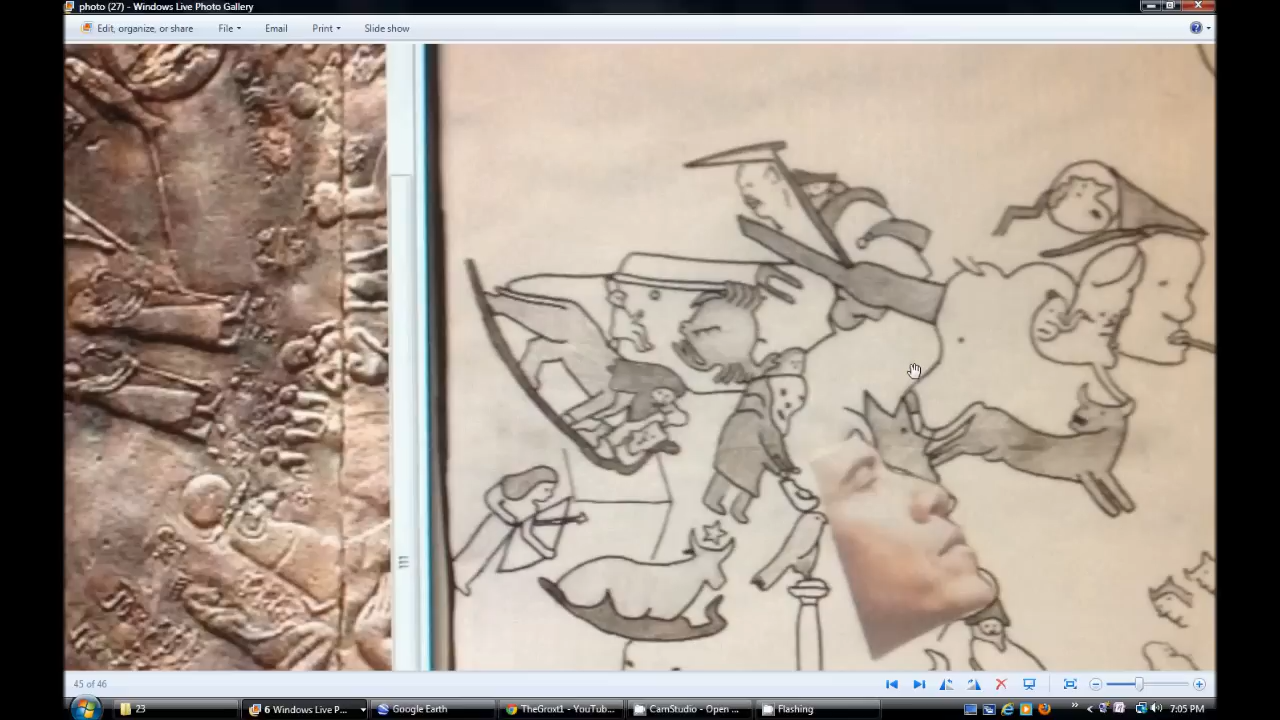 photo (27) - Windows Live Photo Gallery
Edit, organize, or share File Email Print Slide show
45 of 46
23 6 Windows Live P... Google Earth TheGroxt1 - YouTub... CamStudio - Open ... Flashing 7:05 PM